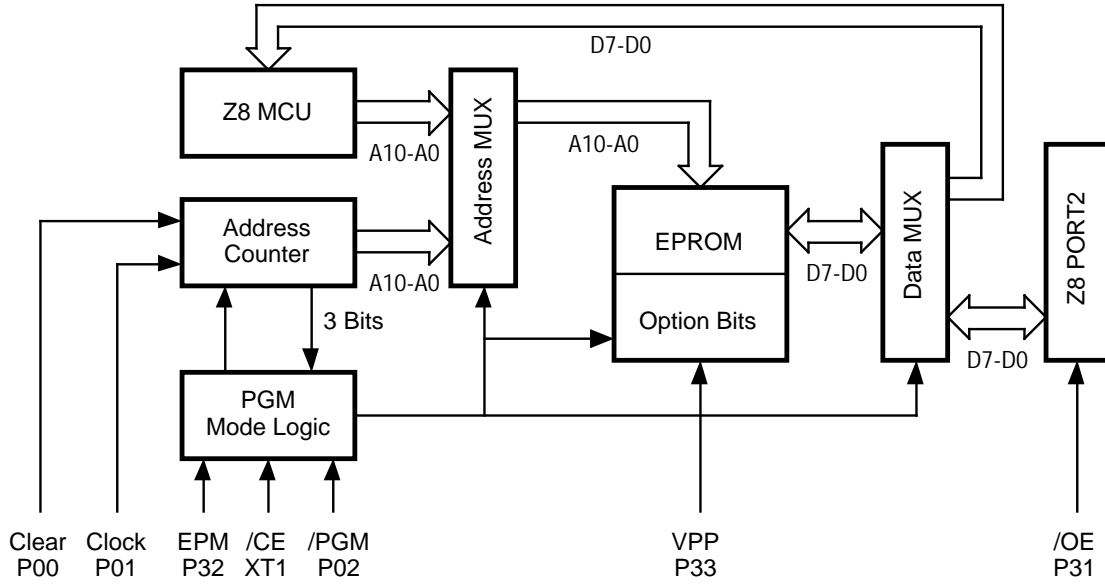 D7-D0
Z8 MCU
A10-A0
Address MUX
A10-A0
Address
Counter
A10-A0
3 Bits
PGM
Mode Logic
EPROM
Option Bits
D7-D0
Data MUX
D7-D0
Z8 PORT2
Clear
P00
Clock
P01
EPM
P32
/CE
XT1
/PGM
P02
VPP
P33
/OE
P31